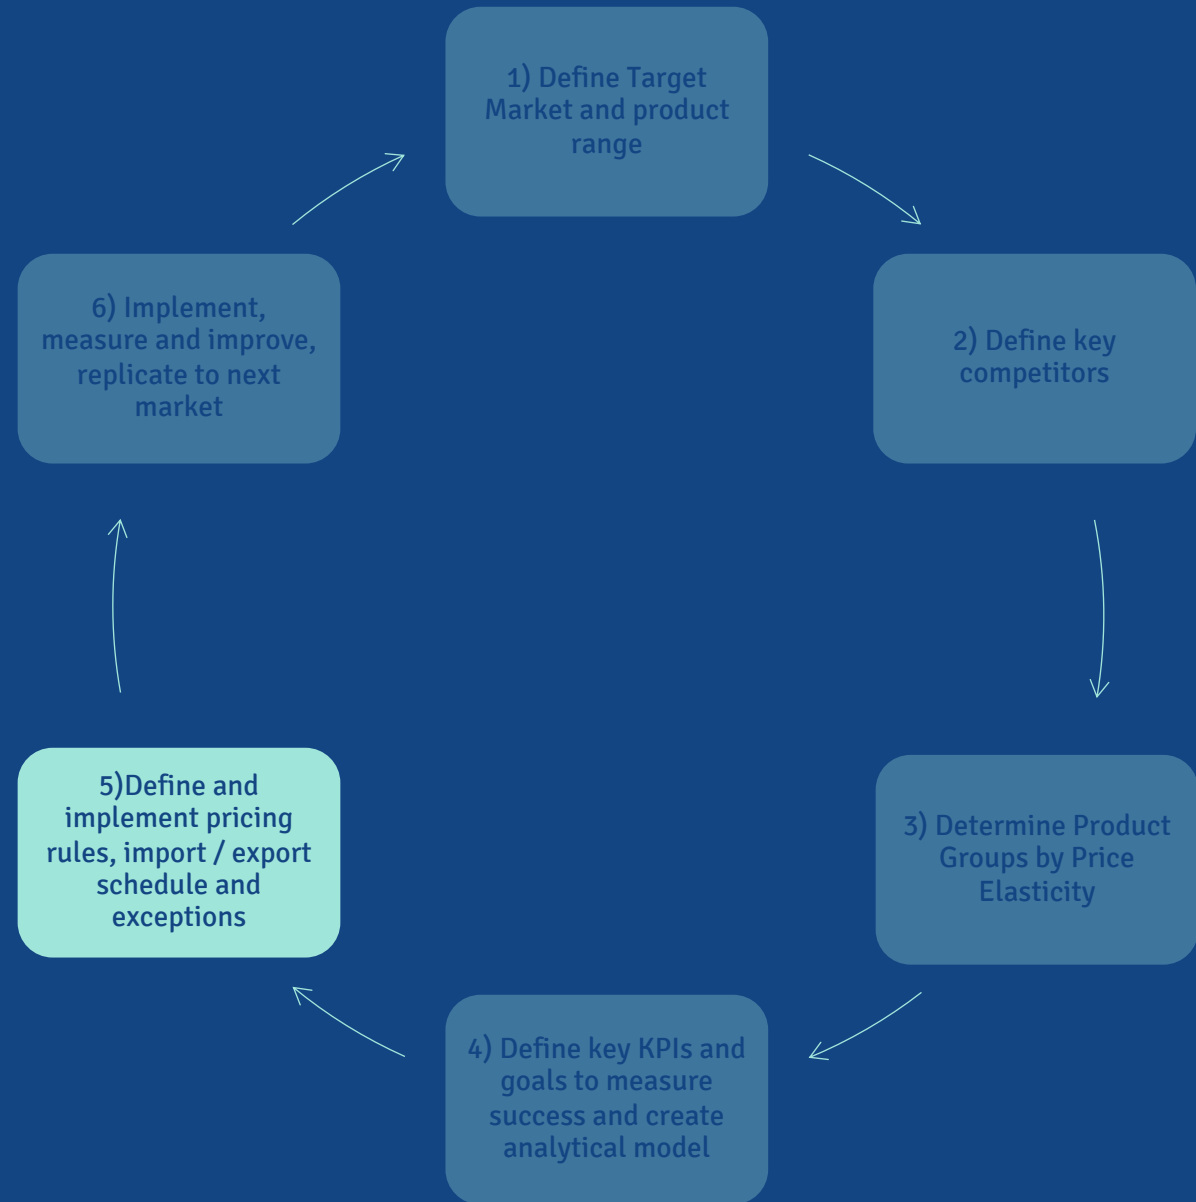 1) Define Target
Market and product
range
2) Define key
competitors
3) Determine Product
Groups by Price
Elasticity
4) Define key KPIs and
goals to measure
success and create
analytical model
5)Define and
implement pricing
rules, import / export
schedule and
exceptions
6) Implement,
measure and improve,
replicate to next
market